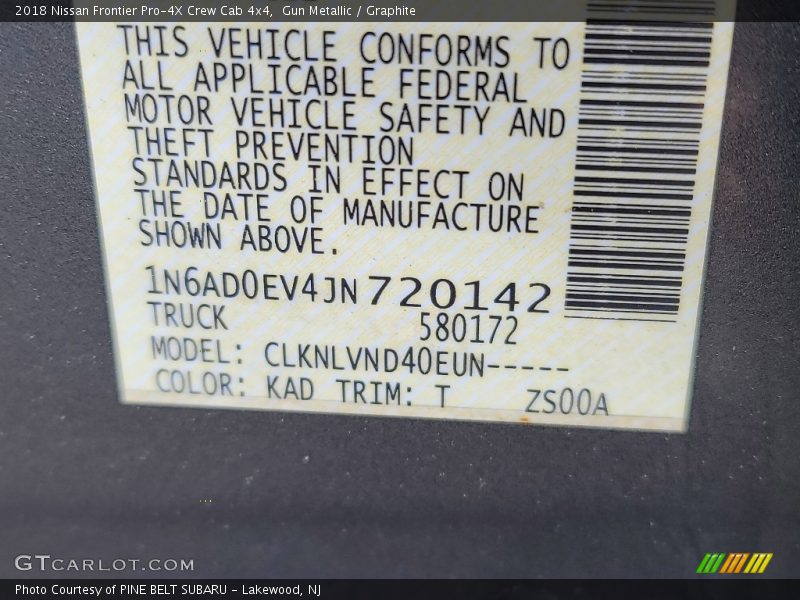 2018 Nissan Frontier Pro-4X Crew Cab 4x4,  Gun Metallic / Graphite
THIS VEHICLE CONFORMS TO
ALL APPLICABLE FEDERAL
MOTOR VEHICLE SAFETY AND
THEFT PREVENTION
STANDARDS IN EFFECT ON
THE DATE OF MANUFACTURE
SHOWN ABOVE.
1N6AD0EV4JN720142
TRUCK 580172
MODEL: CLKNLVND40EUN-----
COLOR: KAD TRIM: T ZS00A
GTCARLOT.COM
Photo Courtesy of PINE BELT SUBARU - Lakewood, NJ